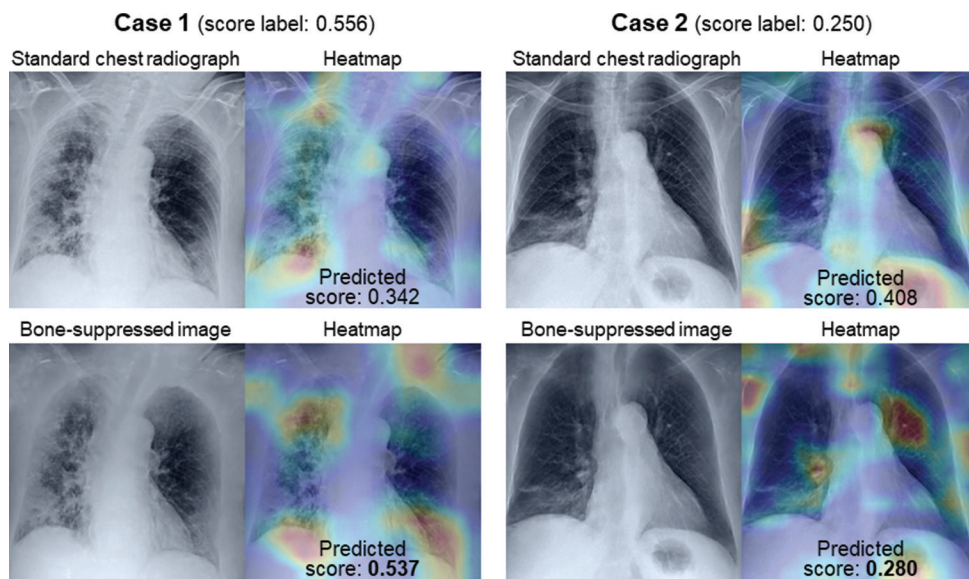 Case 1 (score label: 0.556)
Standard chest radiograph
Heatmap
Predicted
score: 0.342
Bone-suppressed image
Heatmap
Predicted
score: 0.537
Case 2 (score label: 0.250)
Standard chest radiograph
Heatmap
Predicted
score: 0.408
Bone-suppressed image
Heatmap
Predicted
score: 0.280